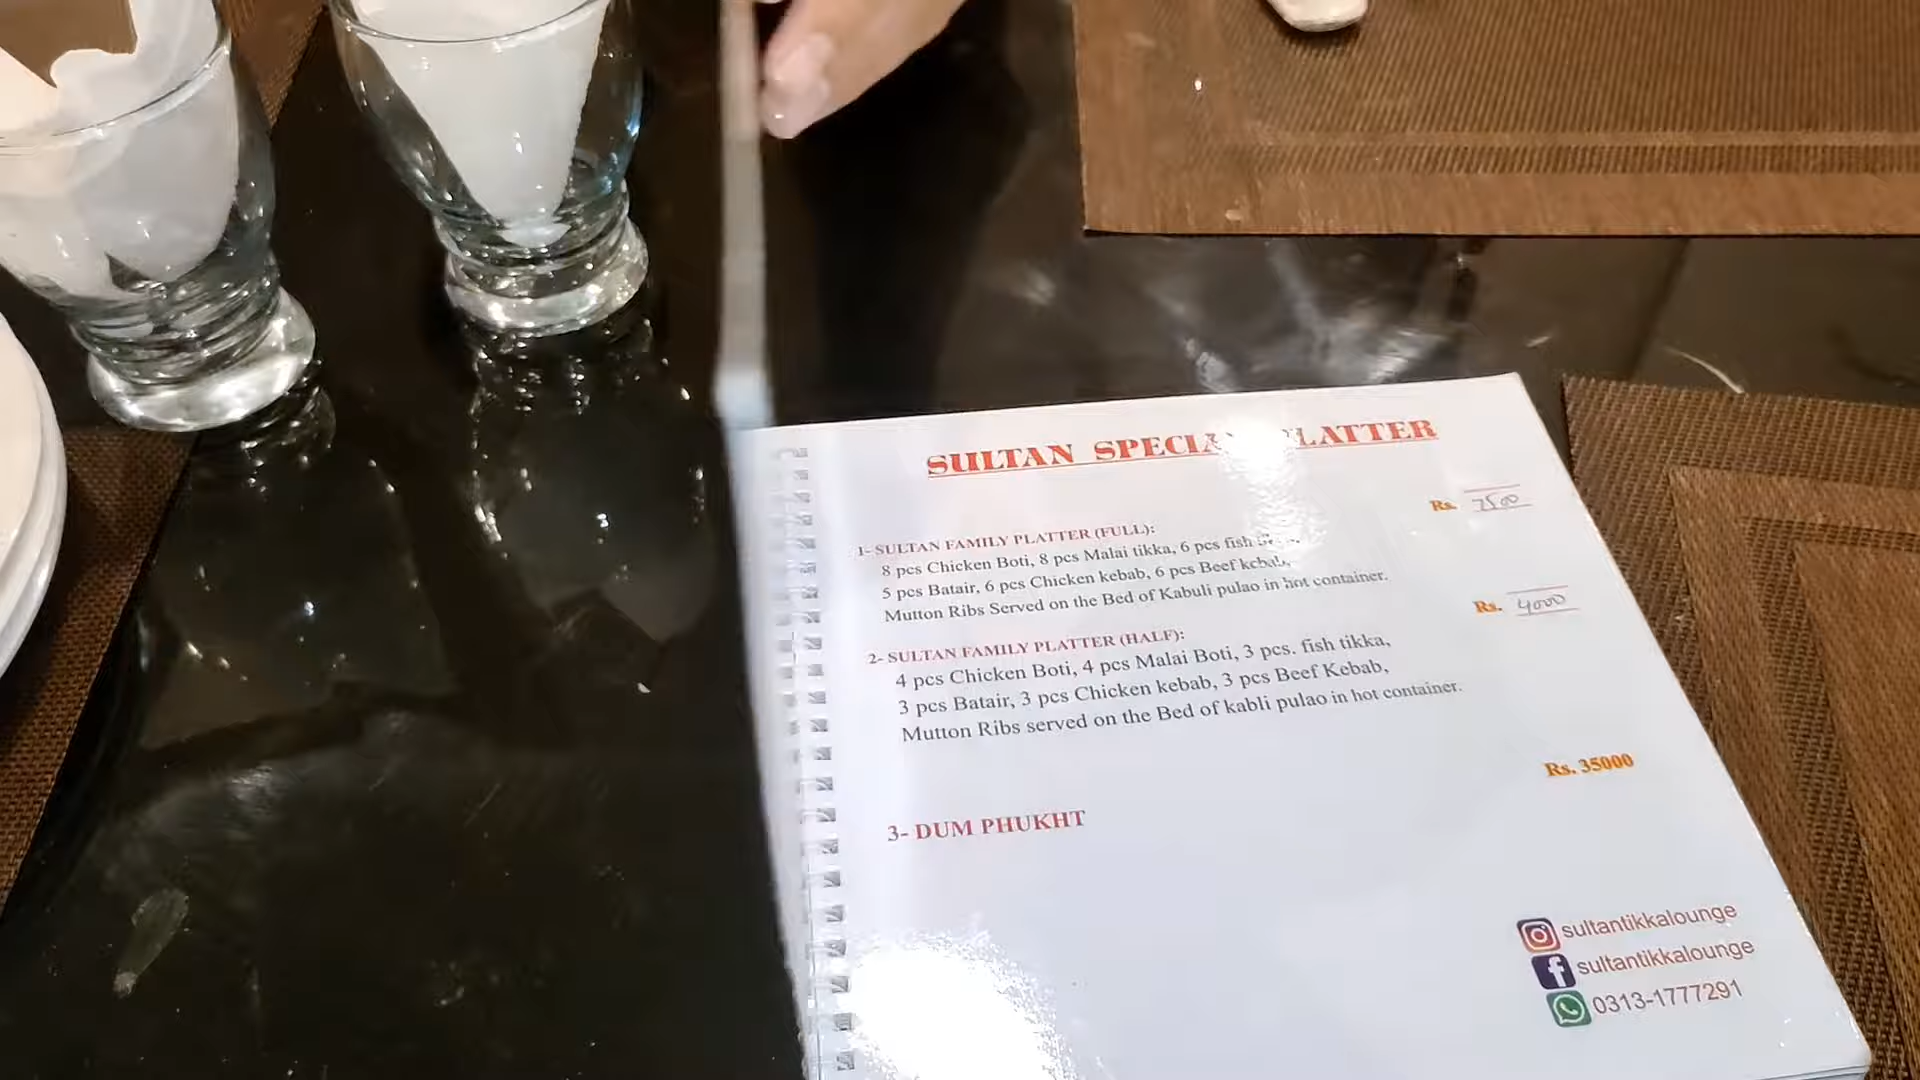 SULTAN SPECIAL PLATTER
Rs. 7500
1- SULTAN FAMILY PLATTER (FULL):
8 pcs Chicken Boti, 8 pcs Malai tikka, 6 pcs fish
5 pcs Batair, 6 pcs Chicken kebab, 6 pcs Beef kebab,
Mutton Ribs Served on the Bed of Kabuli pulao in hot container.
Rs. 4000
2- SULTAN FAMILY PLATTER (HALF):
4 pcs Chicken Boti, 4 pcs Malai Boti, 3 pcs. fish tikka,
3 pcs Batair, 3 pcs Chicken kebab, 3 pcs Beef Kebab,
Mutton Ribs served on the Bed of kabli pulao in hot container.
Rs. 35000
3- DUM PHUKHT
sultantikkalounge
sultantikkalounge
0313-1777291